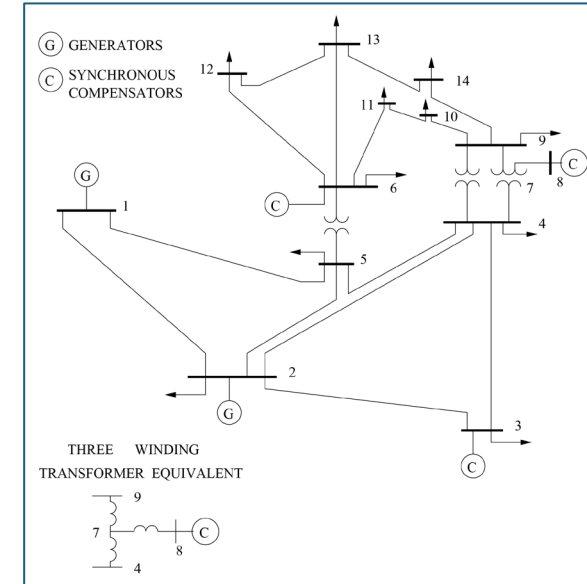 G GENERATORS
C SYNCHRONOUS
COMPENSATORS
13
12
14
11
10
9
C
8
7
G
1
C
6
4
5
2
G
3
C
THREE WINDING
TRANSFORMER EQUIVALENT
9
7
C
8
4